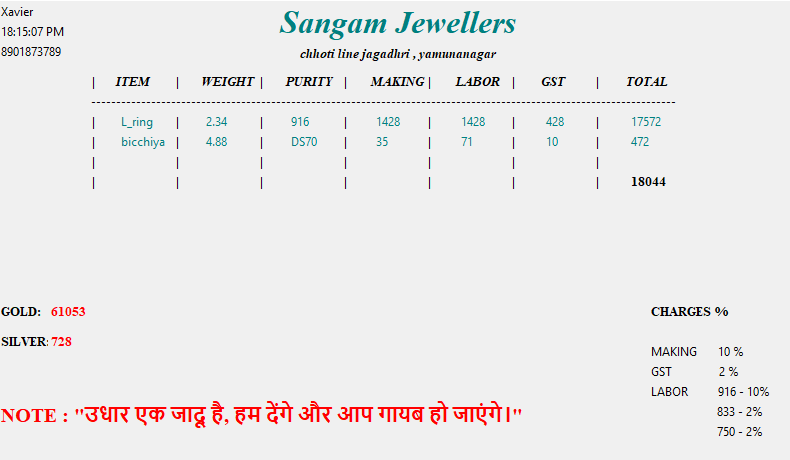 Xavier
Sangam Jewellers
18:15:07 PM
8901873789
chhoti line jagadhri , yamunanagar
| ITEM | WEIGHT | PURITY | MAKING | LABOR | GST | TOTAL
--------------------------------------------------------------------------------------------------------------------
| L_ring | 2.34 | 916 | 1428 | 1428 | 428 | 17572
| bicchiya | 4.88 | DS70 | 35 | 71 | 10 | 472
| | | | | | |
| | | | | | | 18044
GOLD: 61053
CHARGES %
SILVER: 728
MAKING 10 %
GST 2 %
LABOR 916 - 10%
833 - 2%
750 - 2%
NOTE : "उधार एक जादू है, हम देंगे और आप गायब हो जाएंगे।"